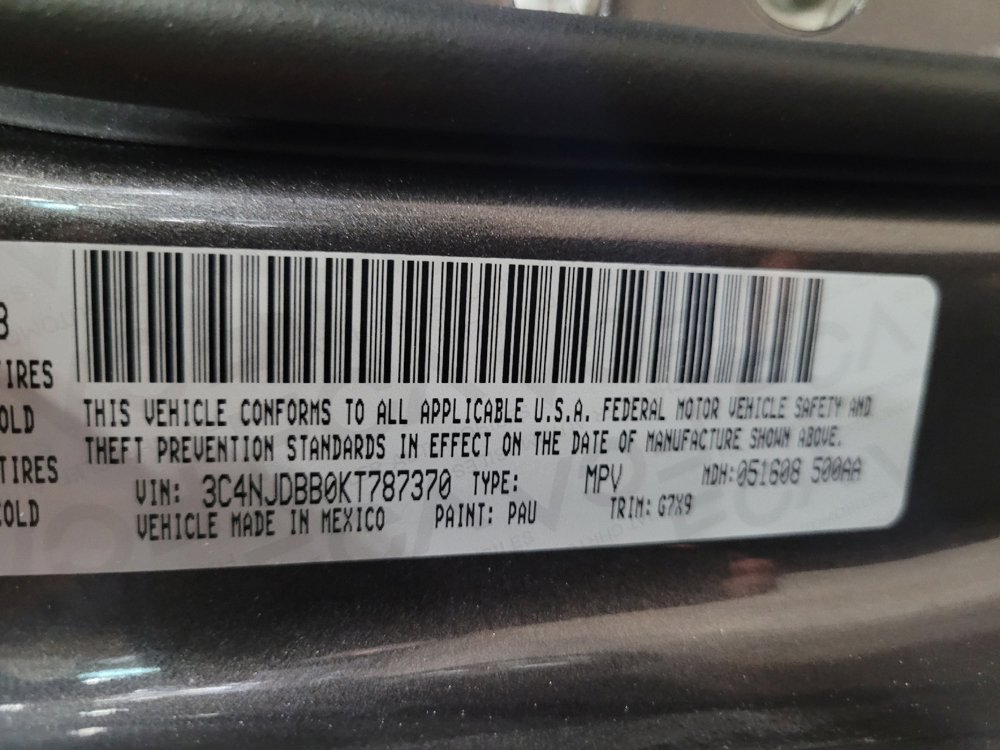 TIRES
OLD
TIRES
COLD
THIS VEHICLE CONFORMS TO ALL APPLICABLE U.S.A. FEDERAL MOTOR VEHICLE SAFETY AND
THEFT PREVENTION STANDARDS IN EFFECT ON THE DATE OF MANUFACTURE SHOWN ABOVE.
VIN: 3C4NJDBB0KT787370 TYPE: MPV MDH:051608 500AA
VEHICLE MADE IN MEXICO PAINT: PAU TRIM: G7X9